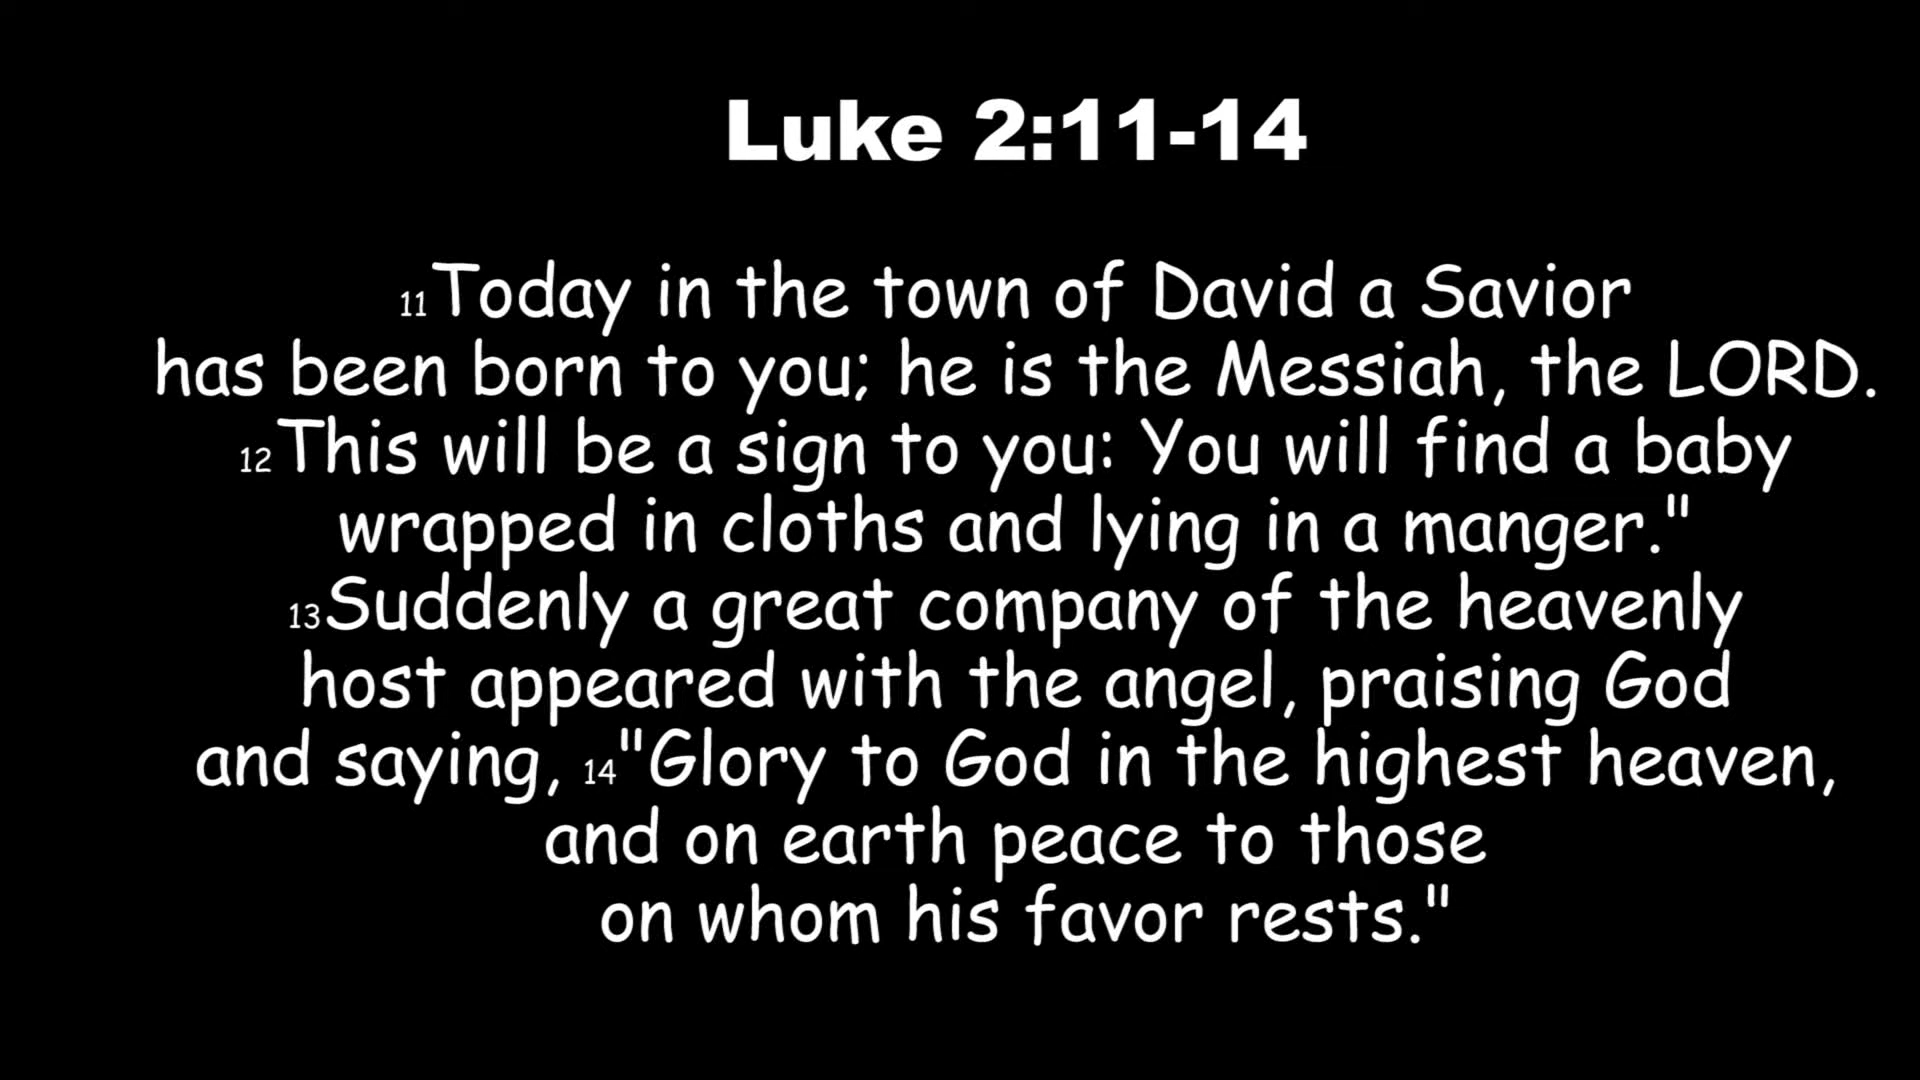 Luke 2:11-14
11Today in the town of David a Savior
has been born to you; he is the Messiah, the LORD.
12This will be a sign to you: You will find a baby
wrapped in cloths and lying in a manger."
13Suddenly a great company of the heavenly
host appeared with the angel, praising God
and saying, 14"Glory to God in the highest heaven,
and on earth peace to those
on whom his favor rests."